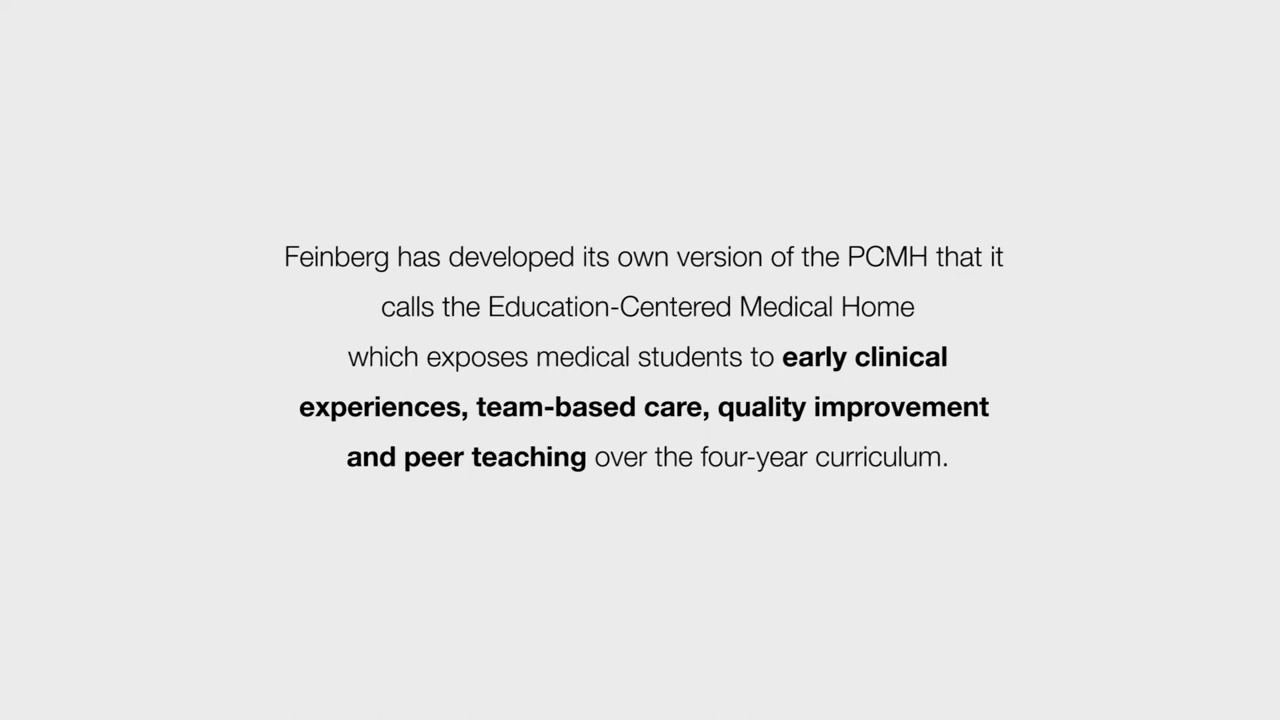 Feinberg has developed its own version of the PCMH that it
calls the Education-Centered Medical Home
which exposes medical students to early clinical
experiences, team-based care, quality improvement
and peer teaching over the four-year curriculum.